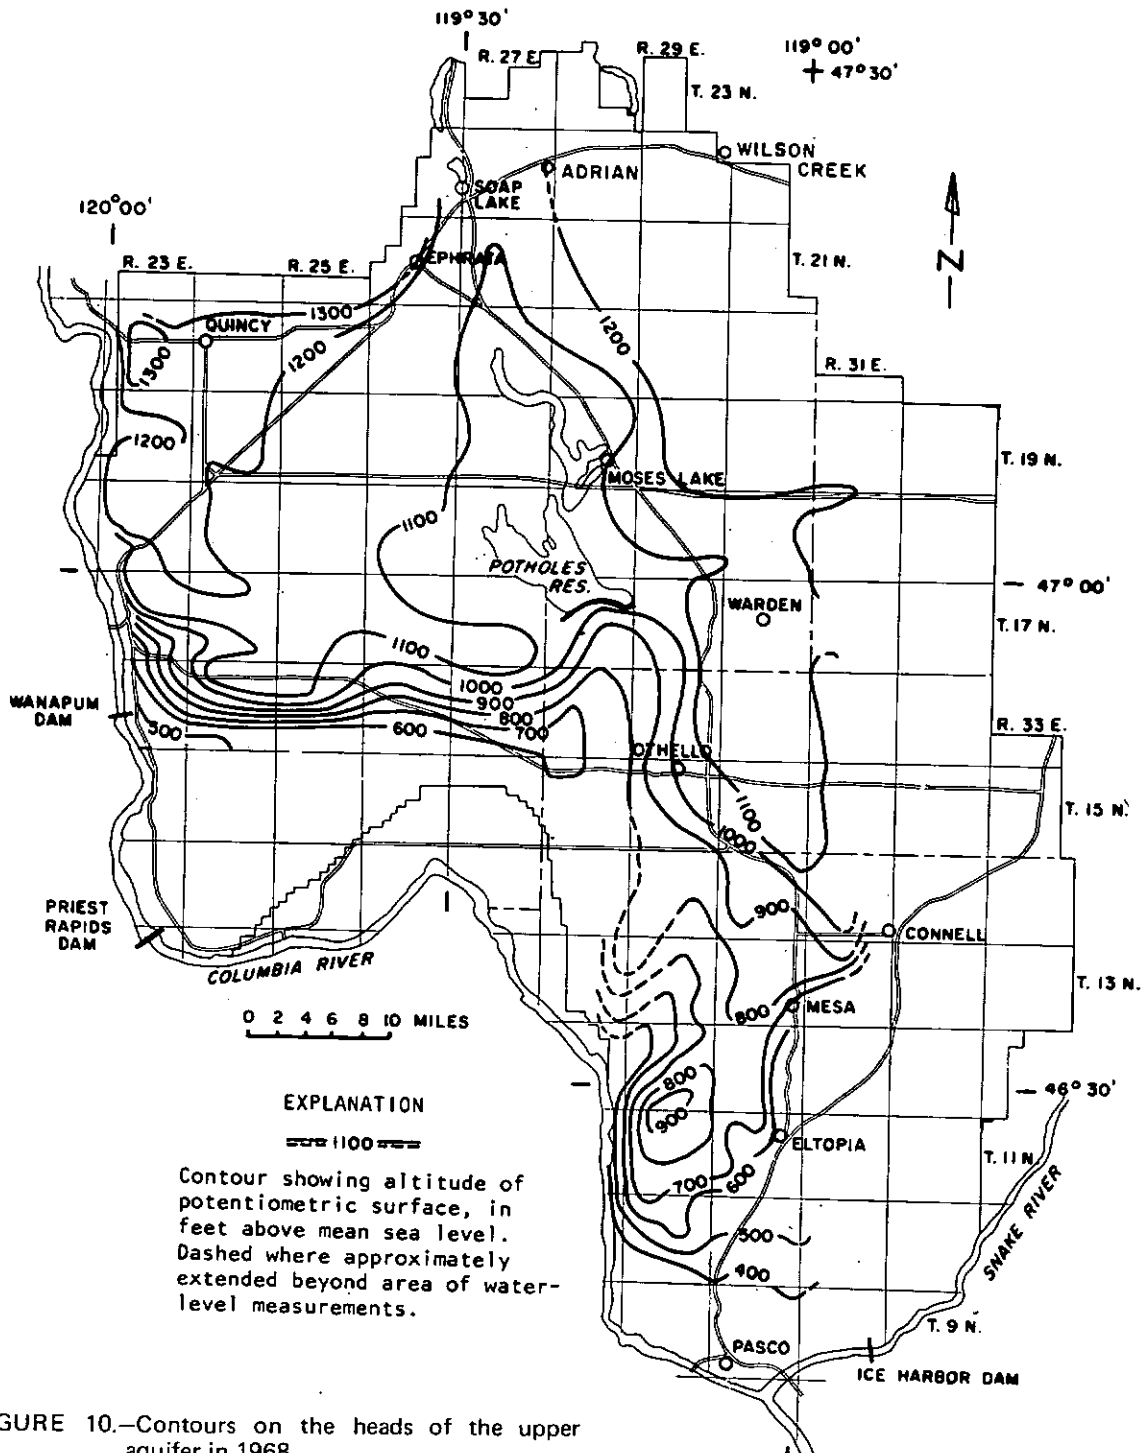 119° 30'
119° 00'
47° 30'
R. 27 E.
R. 29 E.
T. 23 N.
WILSON
CREEK
ADRIAN
SOAP
LAKE
120° 00'
N
EPHRATA
T. 21 N.
R. 23 E.
R. 25 E.
1300
QUINCY
1200
1200
1300
R. 31 E.
1200
T. 19 N.
MOSES LAKE
1100
POTHOLES
RES.
47° 00'
WARDEN
T. 17 N.
1100
1000
900
800
700
600
500
WANAPUM
DAM
R. 33 E.
OTHELLO
1100
1000
T. 15 N.
PRIEST
RAPIDS
DAM
900
CONNELL
COLUMBIA RIVER
T. 13 N.
800
MESA
0 2 4 6 8 10 MILES
800
900
46° 30'
EXPLANATION
1100
Contour showing altitude of
potentiometric surface, in
feet above mean sea level.
Dashed where approximately
extended beyond area of water-
level measurements.
ELTOPIA
T. 11 N.
700
600
500
400
SNAKE RIVER
T. 9 N.
PASCO
ICE HARBOR DAM
GURE 10.—Contours on the heads of the upper
aquifer in 1968